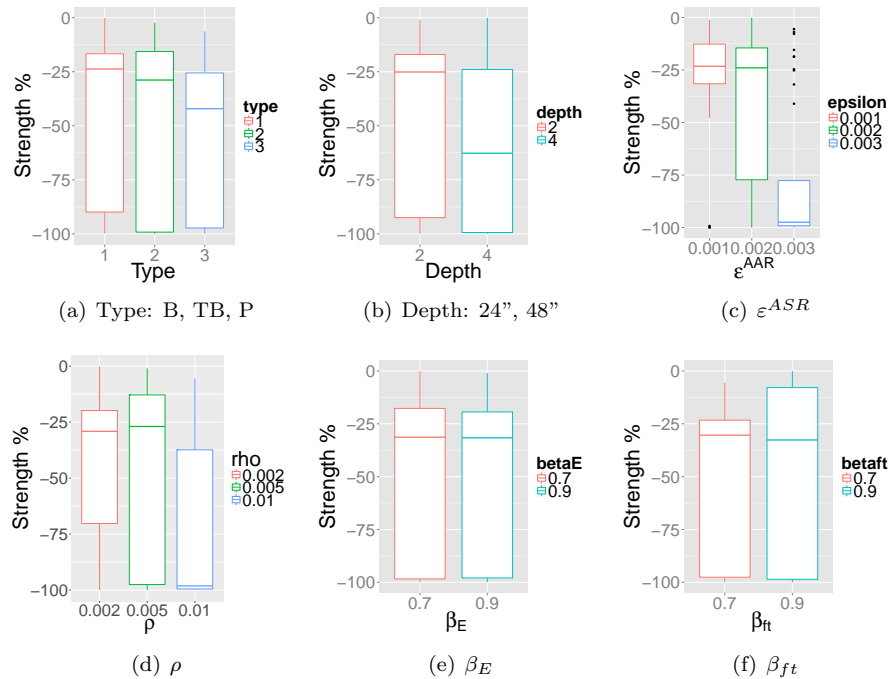 0
−25
−50
−75
−100
Strength %
1 2 3
Type
type
1
2
3
(a) Type: B, TB, P
0
−25
−50
−75
−100
Strength %
2 4
Depth
depth
2
4
(b) Depth: 24”, 48”
0
−25
−50
−75
−100
Strength %
0.001 0.002 0.003
ε^AAR
epsilon
0.001
0.002
0.003
(c) ε^ASR
0
−25
−50
−75
−100
Strength %
0.002 0.005 0.01
ρ
rho
0.002
0.005
0.01
(d) ρ
0
−25
−50
−75
−100
Strength %
0.7 0.9
β_E
betaE
0.7
0.9
(e) β_E
0
−25
−50
−75
−100
Strength %
0.7 0.9
β_ft
betaft
0.7
0.9
(f) β_ft